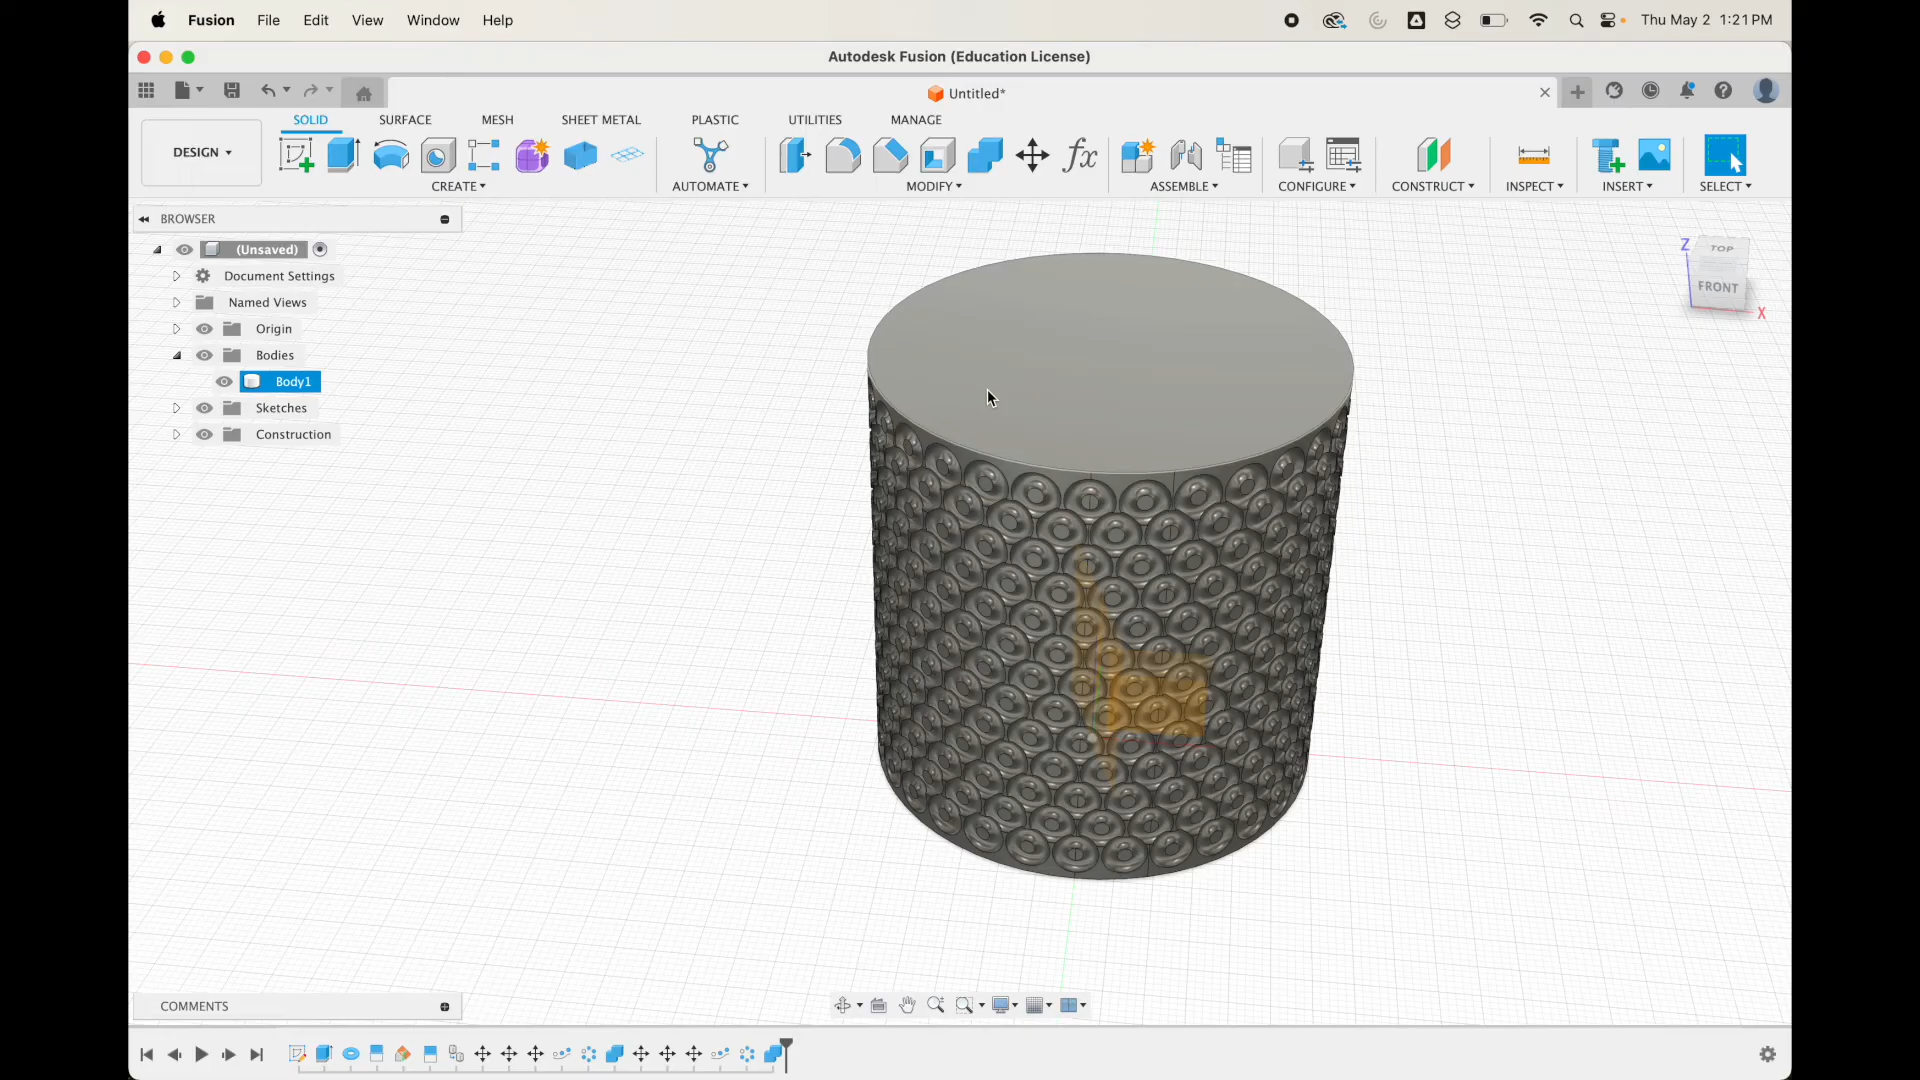 Fusion File Edit View Window Help Thu May 2 1:21 PM
Autodesk Fusion (Education License)
Untitled*
SOLID SURFACE MESH SHEET METAL PLASTIC UTILITIES MANAGE
DESIGN
fx
CREATE AUTOMATE MODIFY ASSEMBLE CONFIGURE CONSTRUCT INSPECT INSERT SELECT
BROWSER
(Unsaved)
Document Settings
Named Views
Origin
Bodies
Body1
Sketches
Construction
Z TOP
FRONT
X
COMMENTS